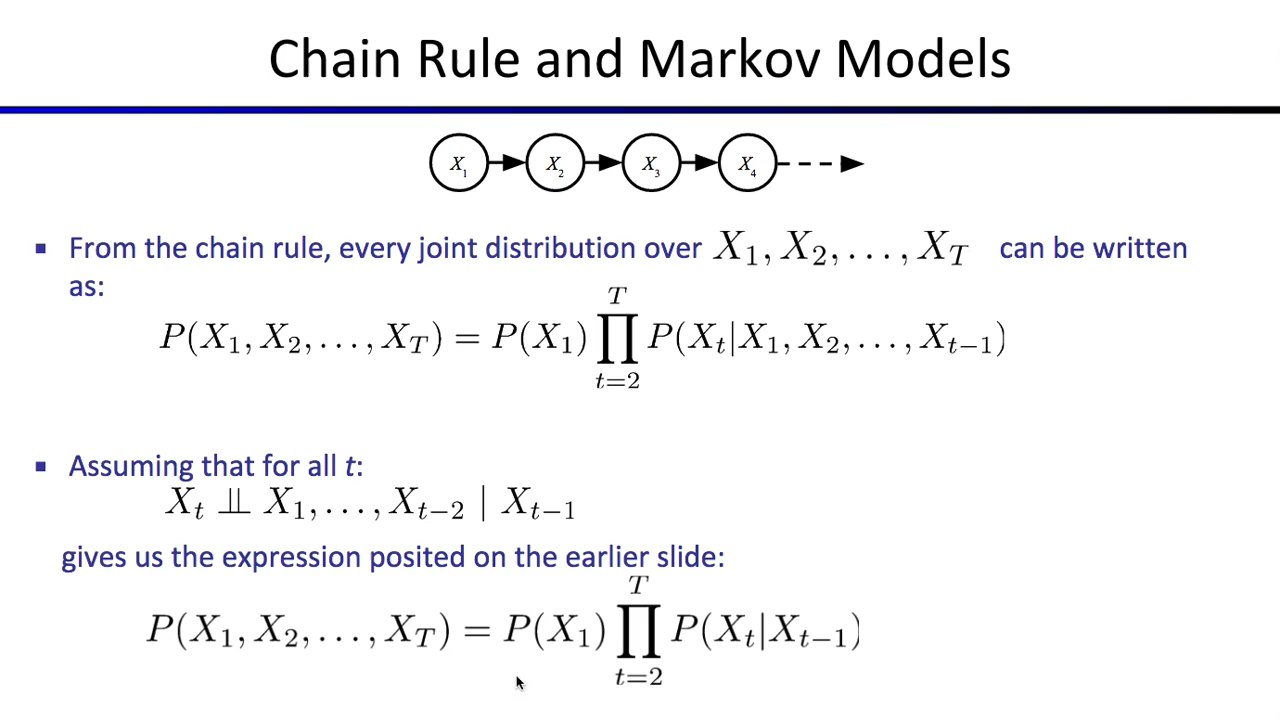 Chain Rule and Markov Models
X₁ X₂ X₃ X₄
▪ From the chain rule, every joint distribution over X₁, X₂, . . . , X_T can be written
as:
P(X₁, X₂, . . . , X_T) = P(X₁) ∏_{t=2}^{T} P(X_t|X₁, X₂, . . . , X_{t−1})
▪ Assuming that for all t:
X_t ⫫ X₁, . . . , X_{t−2} | X_{t−1}
gives us the expression posited on the earlier slide:
P(X₁, X₂, . . . , X_T) = P(X₁) ∏_{t=2}^{T} P(X_t|X_{t−1})